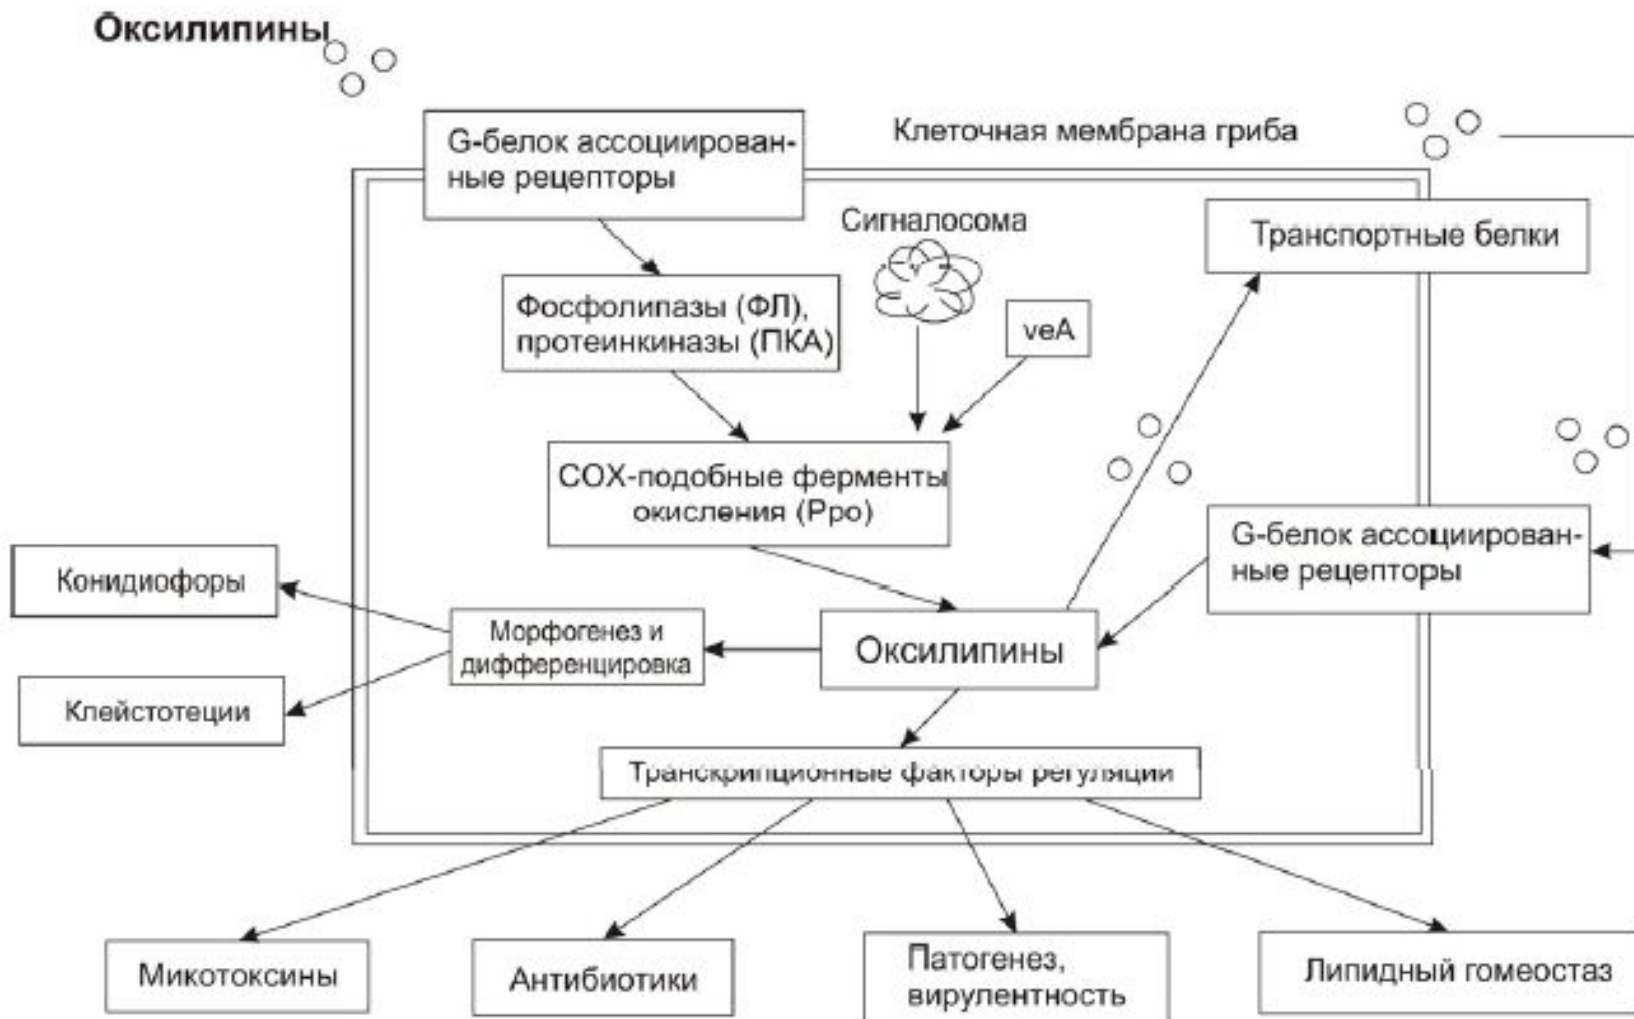 Оксилипины
G-белок ассоциирован-
ные рецепторы
Клеточная мембрана гриба
Сигналосома
Транспортные белки
Фосфолипазы (ФЛ),
протеинкиназы (ПКА)
veA
СОХ-подобные ферменты
окисления (Ppo)
G-белок ассоциирован-
ные рецепторы
Конидиофоры
Морфогенез и
дифференцировка
Оксилипины
Клейстотеции
Транскрипционные факторы регуляции
Микотоксины
Антибиотики
Патогенез,
вирулентность
Липидный гомеостаз